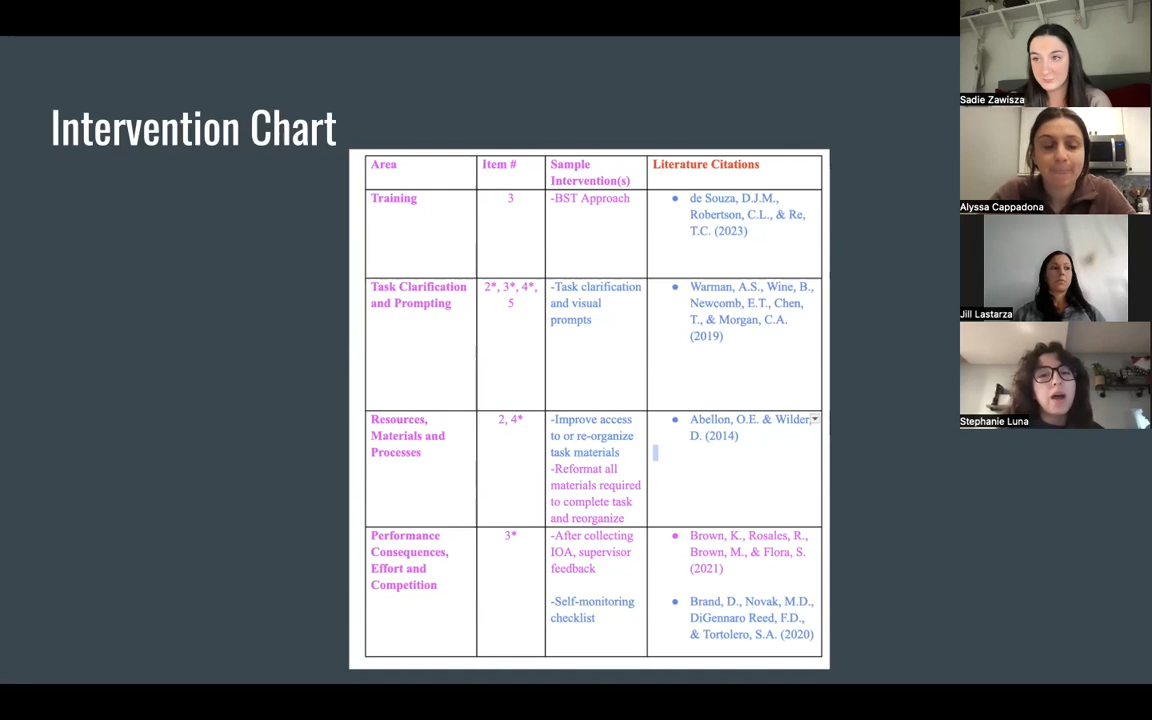 Intervention Chart
Area
Item #
Sample
Intervention(s)
Literature Citations
Training
3
-BST Approach
● de Souza, D.J.M.,
Robertson, C.L., & Re,
T.C. (2023)
Task Clarification
and Prompting
2*, 3*, 4*,
5
-Task clarification
and visual
prompts
● Warman, A.S., Wine, B.,
Newcomb, E.T., Chen,
T., & Morgan, C.A.
(2019)
Resources,
Materials and
Processes
2, 4*
-Improve access
to or re-organize
task materials
-Reformat all
materials required
to complete task
and reorganize
● Abellon, O.E. & Wilder,
D. (2014)
Performance
Consequences,
Effort and
Competition
3*
-After collecting
IOA, supervisor
feedback
-Self-monitoring
checklist
● Brown, K., Rosales, R.,
Brown, M., & Flora, S.
(2021)
● Brand, D., Novak, M.D.,
DiGennaro Reed, F.D.,
& Tortolero, S.A. (2020)
Sadie Zawisza
Alyssa Cappadona
Jill Lastarza
Stephanie Luna